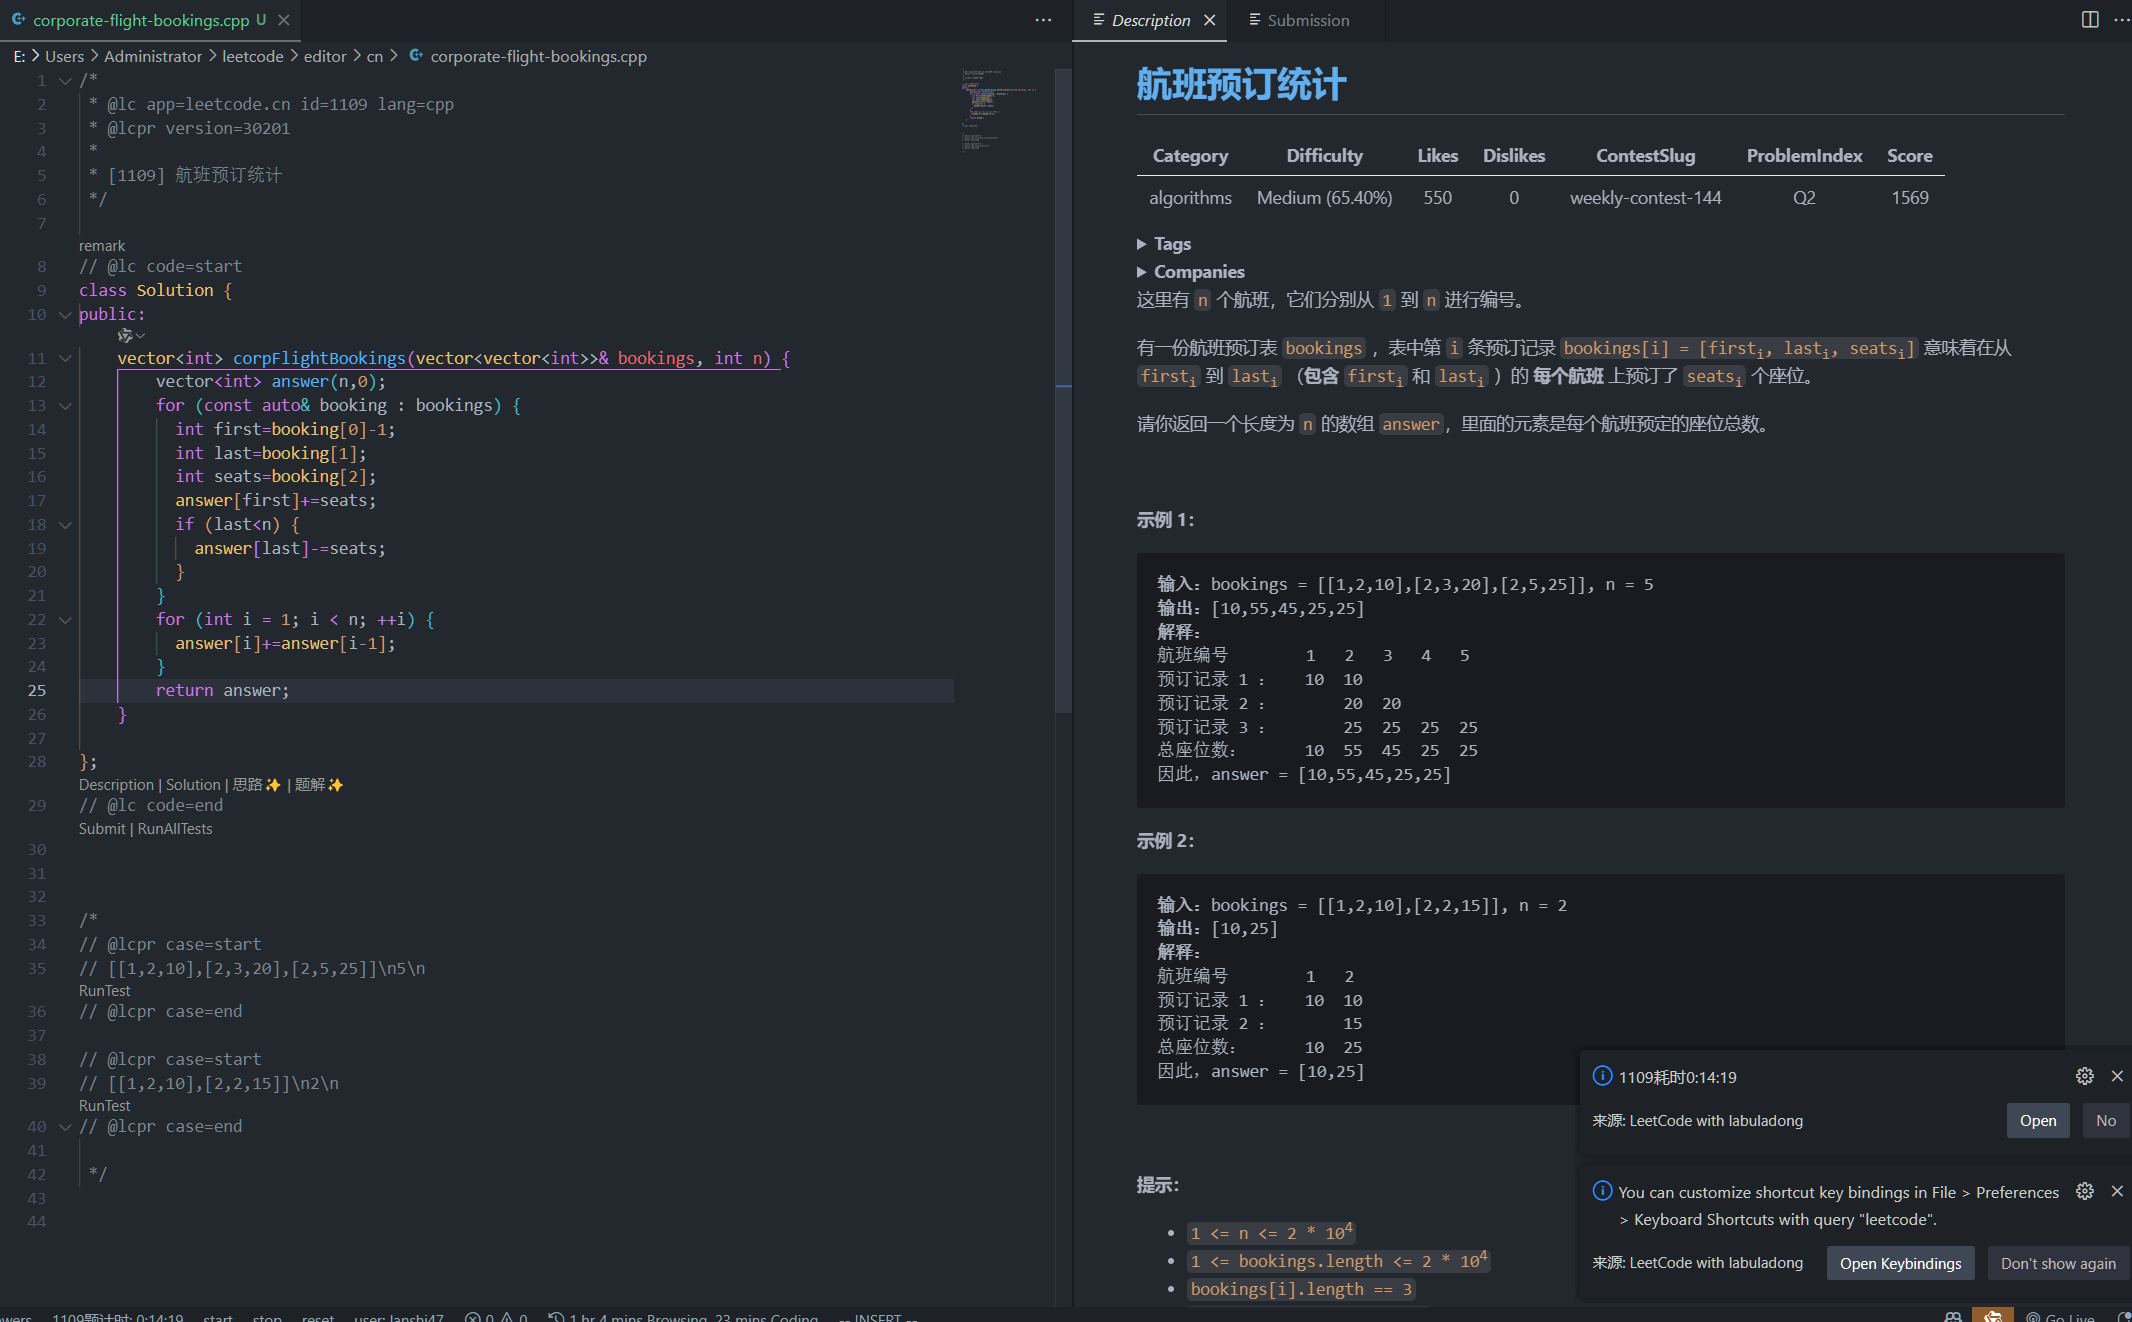 corporate-flight-bookings.cpp U
Description
Submission
E: > Users > Administrator > leetcode > editor > cn > corporate-flight-bookings.cpp
1 /*
2 * @lc app=leetcode.cn id=1109 lang=cpp
3 * @lcpr version=30201
4 *
5 * [1109] 航班预订统计
6 */
7
remark
8 // @lc code=start
9 class Solution {
10 public:
11 vector<int> corpFlightBookings(vector<vector<int>>& bookings, int n) {
12 vector<int> answer(n,0);
13 for (const auto& booking : bookings) {
14 int first=booking[0]-1;
15 int last=booking[1];
16 int seats=booking[2];
17 answer[first]+=seats;
18 if (last<n) {
19 answer[last]-=seats;
20 }
21 }
22 for (int i = 1; i < n; ++i) {
23 answer[i]+=answer[i-1];
24 }
25 return answer;
26 }
27
28 };
Description | Solution | 思路✨ | 题解✨
29 // @lc code=end
Submit | RunAllTests
30
31
32
33 /*
34 // @lcpr case=start
35 // [[1,2,10],[2,3,20],[2,5,25]]\n5\n
RunTest
36 // @lcpr case=end
37
38 // @lcpr case=start
39 // [[1,2,10],[2,2,15]]\n2\n
RunTest
40 // @lcpr case=end
41
42 */
43
44
航班预订统计
Category Difficulty Likes Dislikes ContestSlug ProblemIndex Score
algorithms Medium (65.40%) 550 0 weekly-contest-144 Q2 1569
Tags
Companies
这里有 n 个航班，它们分别从 1 到 n 进行编号。
有一份航班预订表 bookings ，表中第 i 条预订记录 bookings[i] = [firsti, lasti, seatsi] 意味着在从
firsti 到 lasti （包含 firsti 和 lasti ）的 每个航班 上预订了 seatsi 个座位。
请你返回一个长度为 n 的数组 answer，里面的元素是每个航班预定的座位总数。
示例 1：
输入：bookings = [[1,2,10],[2,3,20],[2,5,25]], n = 5
输出：[10,55,45,25,25]
解释：
航班编号 1 2 3 4 5
预订记录 1 ： 10 10
预订记录 2 ： 20 20
预订记录 3 ： 25 25 25 25
总座位数： 10 55 45 25 25
因此，answer = [10,55,45,25,25]
示例 2：
输入：bookings = [[1,2,10],[2,2,15]], n = 2
输出：[10,25]
解释：
航班编号 1 2
预订记录 1 ： 10 10
预订记录 2 ： 15
总座位数： 10 25
因此，answer = [10,25]
提示：
1 <= n <= 2 * 10^4
1 <= bookings.length <= 2 * 10^4
bookings[i].length == 3
1109耗时0:14:19
来源: LeetCode with labuladong
Open No
You can customize shortcut key bindings in File > Preferences
> Keyboard Shortcuts with query "leetcode".
来源: LeetCode with labuladong
Open Keybindings Don't show again
1109题计时: 0:14:19 start stop reset user: lanshi47 0 0 1 hr 4 mins Browsing, 23 mins Coding -- INSERT -- Go Live